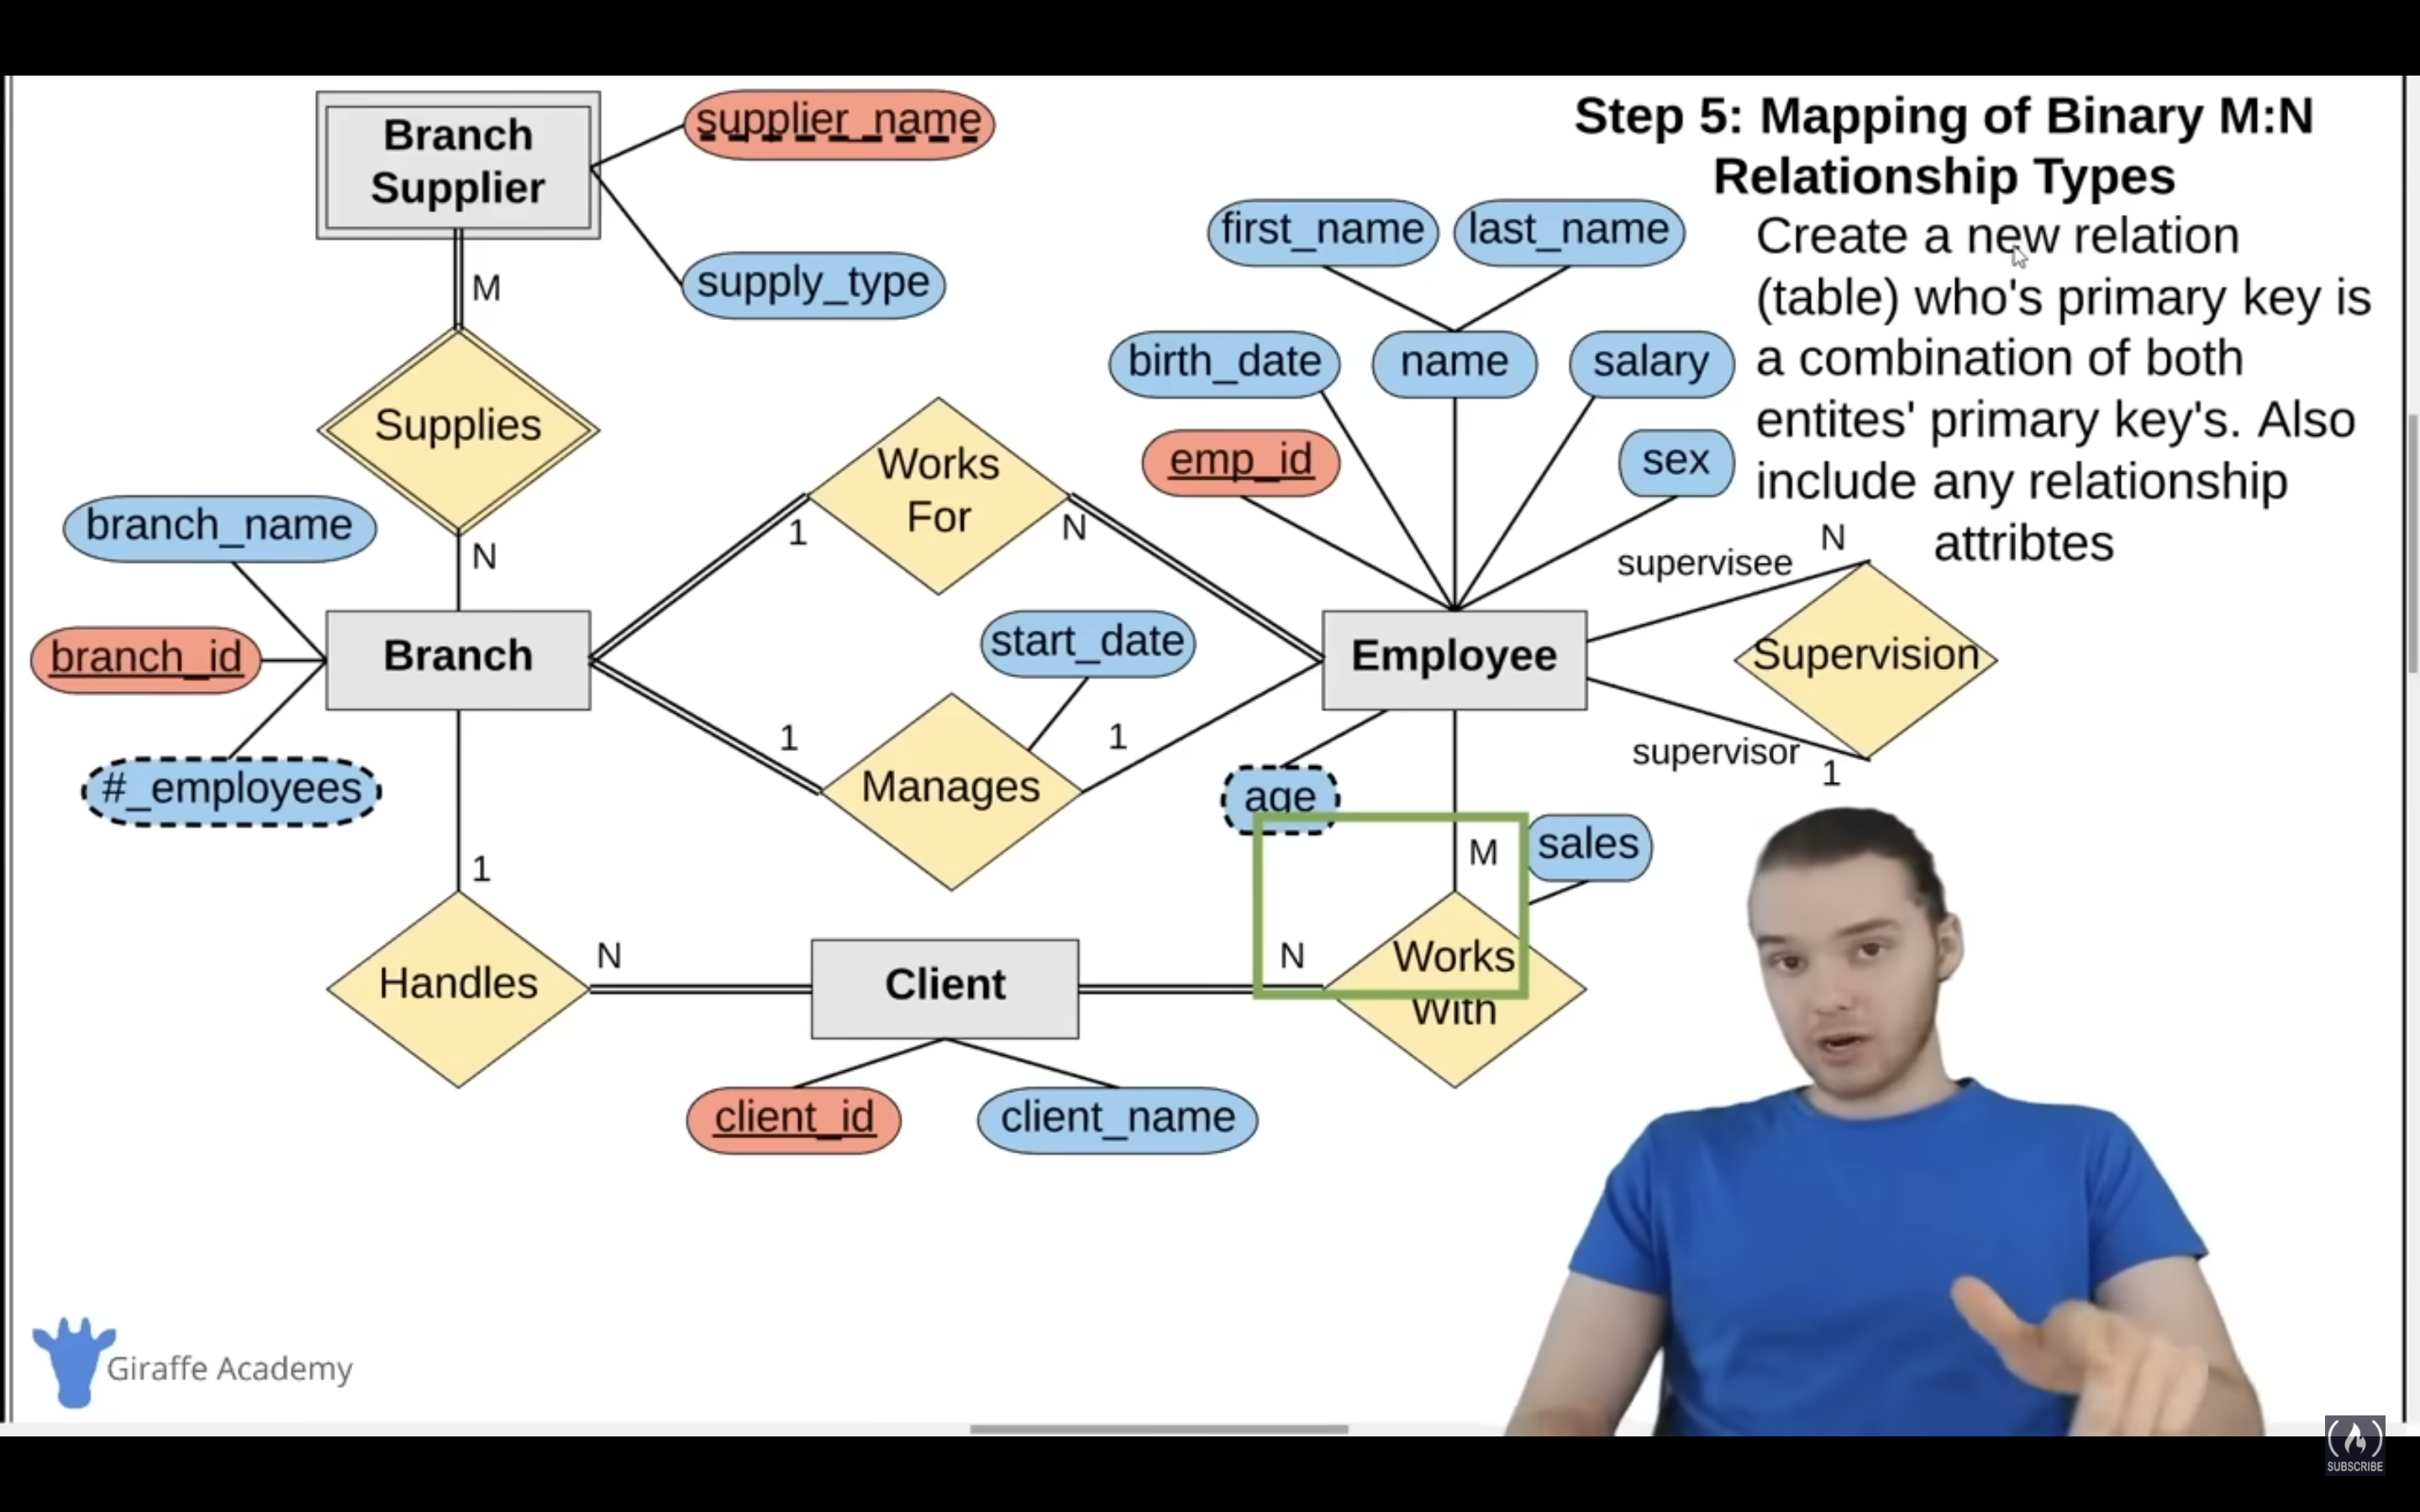 Step 5: Mapping of Binary M:N
Relationship Types
Create a new relation
(table) who's primary key is
a combination of both
entites' primary key's. Also
include any relationship
attribtes
Branch
Supplier
supplier_name
supply_type
M
Supplies
N
branch_name
branch_id
#_employees
Branch
Works
For
1
N
start_date
1
Manages
1
first_name
last_name
birth_date
name
salary
emp_id
sex
Employee
supervisee
N
Supervision
supervisor
1
age
M
sales
1
Handles
N
Client
N
Works
With
client_id
client_name
Giraffe Academy
SUBSCRIBE